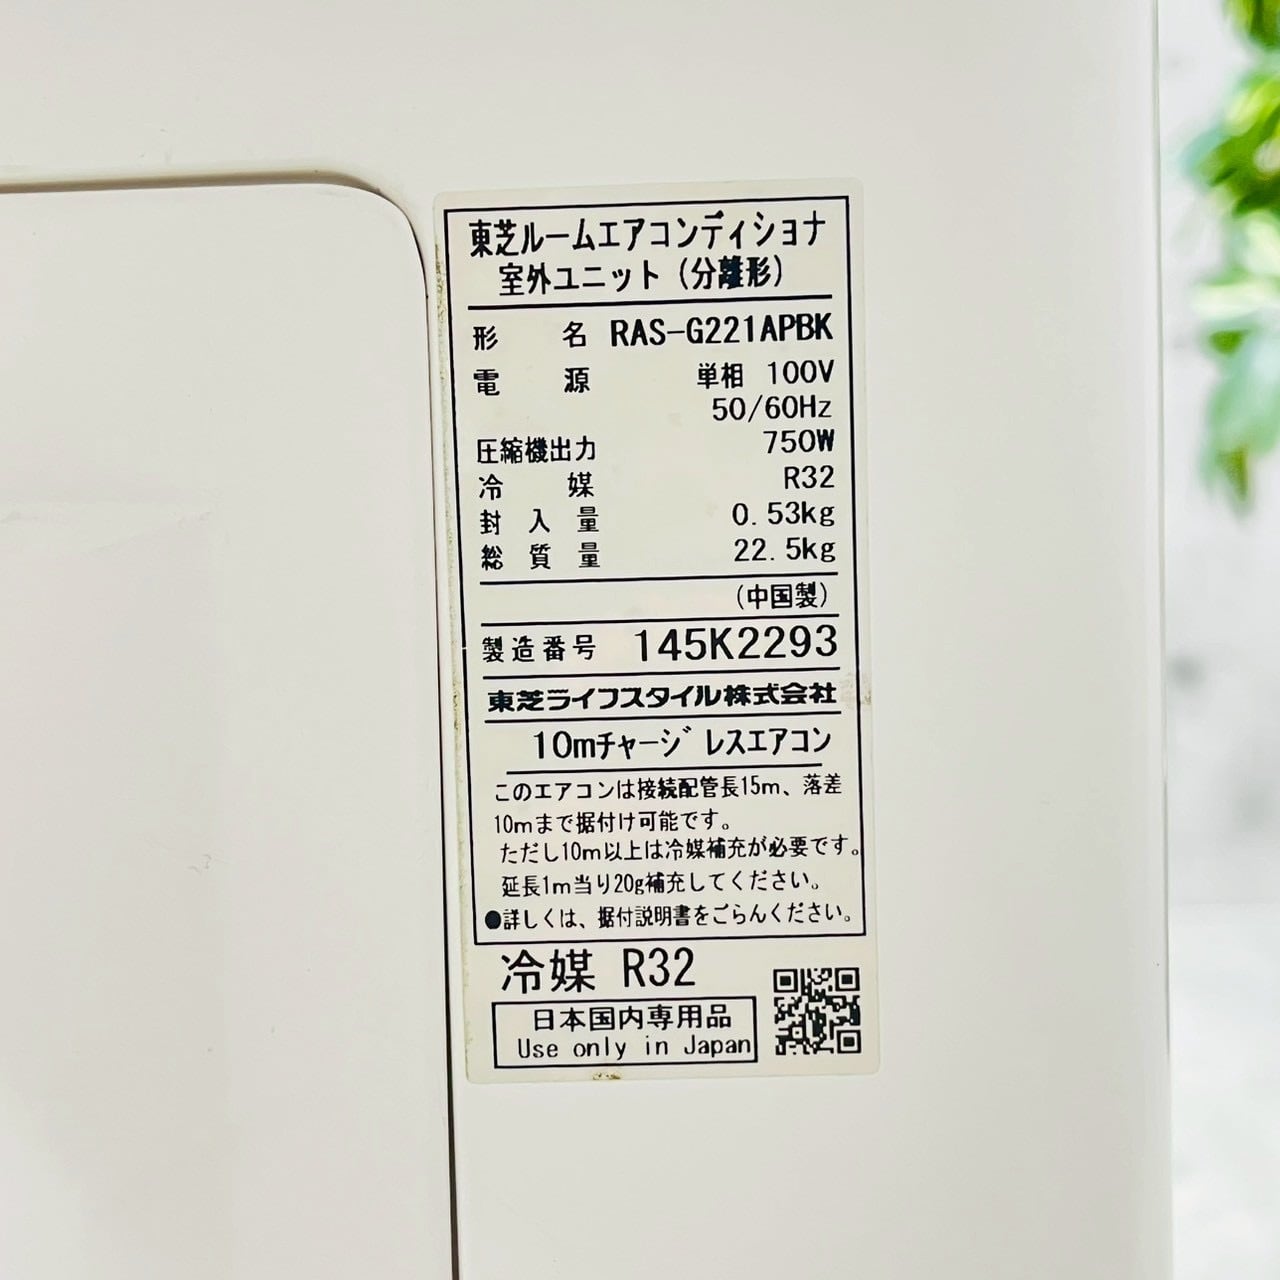 東芝ルームエアコンディショナ
室外ユニット(分離形)
形名 RAS-G221APBK
電源 単相 100V
50/60Hz
圧縮機出力 750W
冷媒 R32
封入量 0.53kg
総質量 22.5kg
(中国製)
製造番号 145K2293
東芝ライフスタイル株式会社
10mチャージレスエアコン
このエアコンは接続配管長15m、落差
10mまで据付け可能です。
ただし10m以上は冷媒補充が必要です。
延長1m当り20g補充してください。
●詳しくは、据付説明書をごらんください。
冷媒 R32
日本国内専用品
Use only in Japan